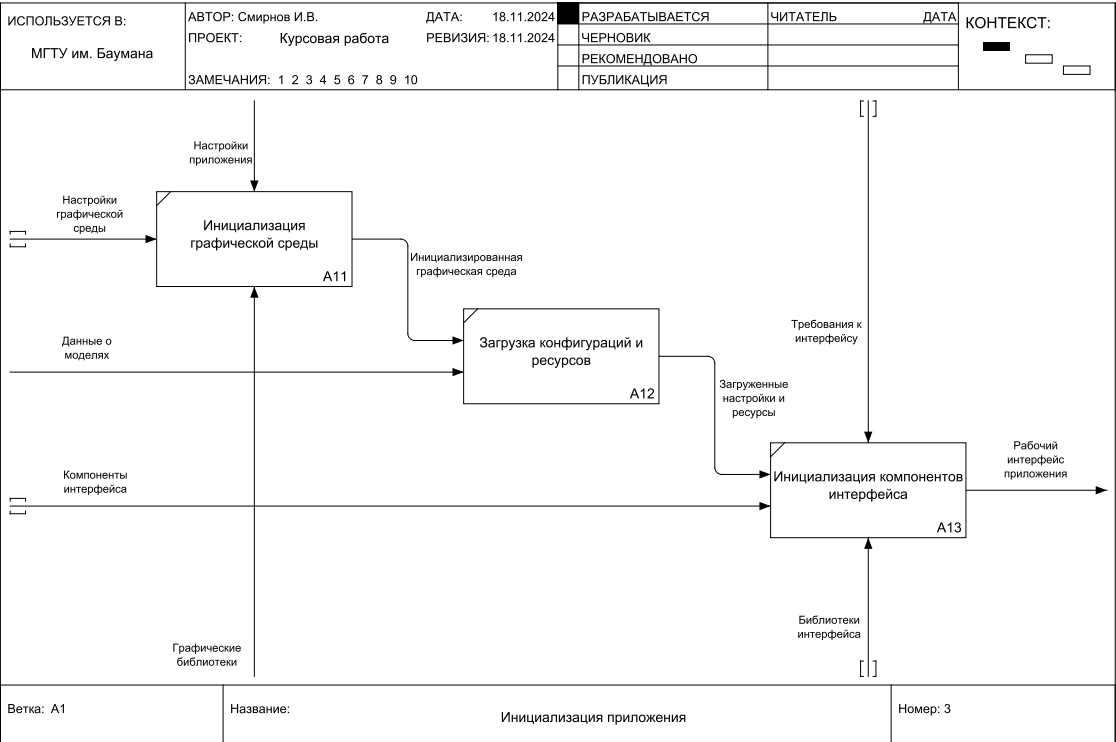 ИСПОЛЬЗУЕТСЯ В:
МГТУ им. Баумана
АВТОР: Смирнов И.В.
ДАТА: 18.11.2024
ПРОЕКТ: Курсовая работа
РЕВИЗИЯ: 18.11.2024
ЗАМЕЧАНИЯ: 1 2 3 4 5 6 7 8 9 10
РАЗРАБАТЫВАЕТСЯ
ЧЕРНОВИК
РЕКОМЕНДОВАНО
ПУБЛИКАЦИЯ
ЧИТАТЕЛЬ ДАТА
КОНТЕКСТ:
Настройки
приложения
Настройки
графической
среды
Инициализация
графической среды
A11
Инициализированная
графическая среда
Данные о
моделях
Загрузка конфигураций и
ресурсов
A12
Требования к
интерфейсу
Загруженные
настройки и
ресурсы
Компоненты
интерфейса
Инициализация компонентов
интерфейса
A13
Рабочий
интерфейс
приложения
Графические
библиотеки
Библиотеки
интерфейса
Ветка: A1
Название:
Инициализация приложения
Номер: 3